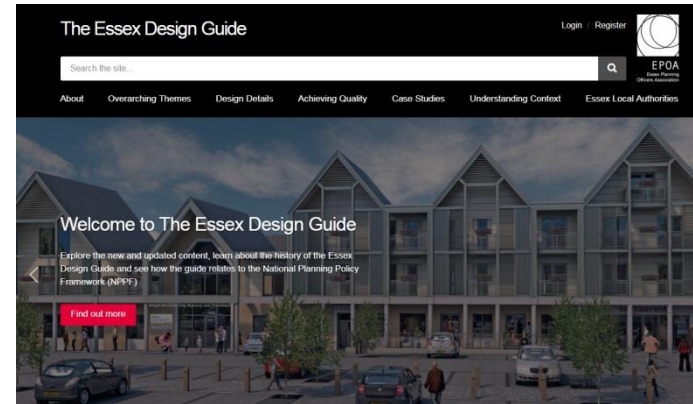 The Essex Design Guide
Login / Register
Search the site...
EPOA
Essex Planning
Officers Association
About Overarching Themes Design Details Achieving Quality Case Studies Understanding Context Essex Local Authorities
Welcome to The Essex Design Guide
Explore the new and updated content, learn about the history of the Essex
Design Guide and see how the guide relates to the National Planning Policy
Framework (NPPF)
Find out more